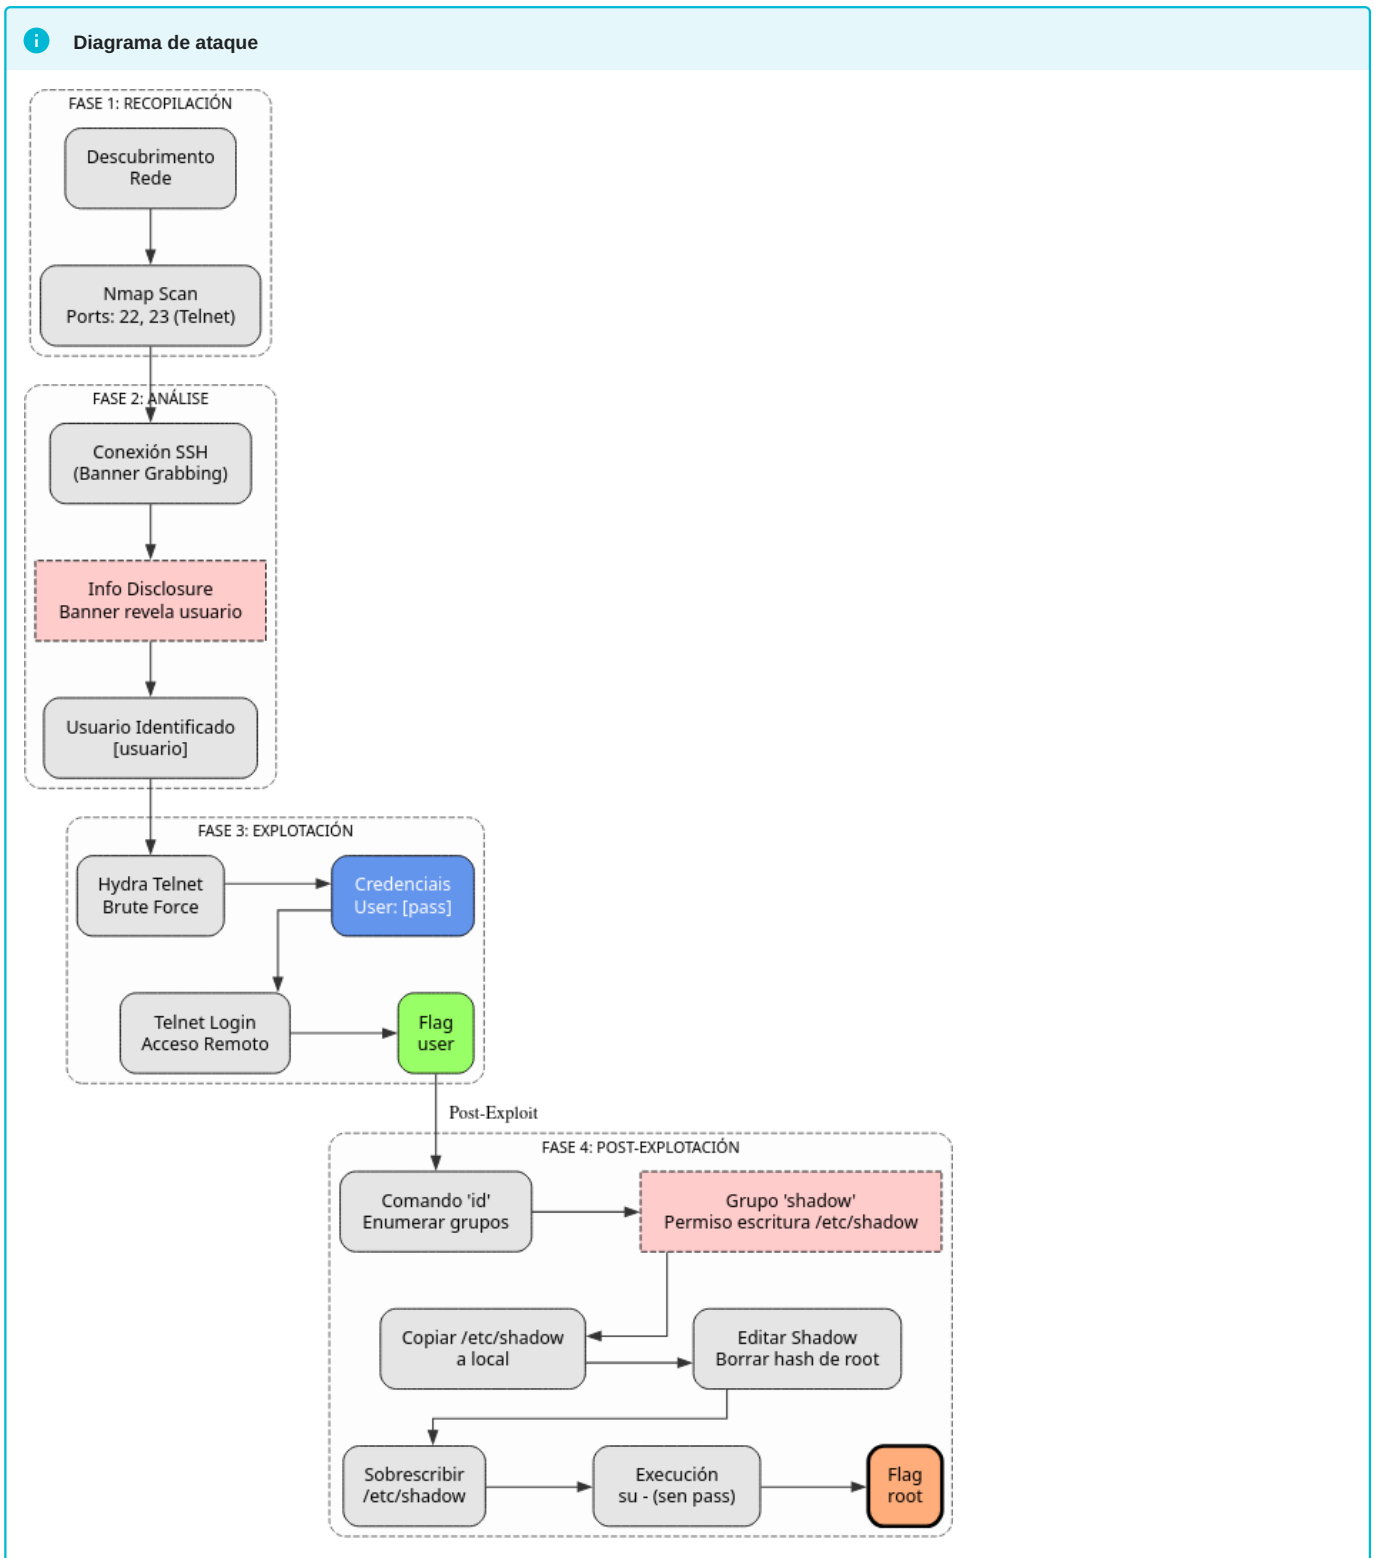 Diagrama de ataque
FASE 1: RECOPILACIÓN
Descubrimento
Rede
Nmap Scan
Ports: 22, 23 (Telnet)
FASE 2: ANÁLISE
Conexión SSH
(Banner Grabbing)
Info Disclosure
Banner revela usuario
Usuario Identificado
[usuario]
FASE 3: EXPLOTACIÓN
Hydra Telnet
Brute Force
Credenciais
User: [pass]
Telnet Login
Acceso Remoto
Flag
user
Post-Exploit
FASE 4: POST-EXPLOTACIÓN
Comando 'id'
Enumerar grupos
Grupo 'shadow'
Permiso escritura /etc/shadow
Copiar /etc/shadow
a local
Editar Shadow
Borrar hash de root
Sobrescribir
/etc/shadow
Execución
su - (sen pass)
Flag
root